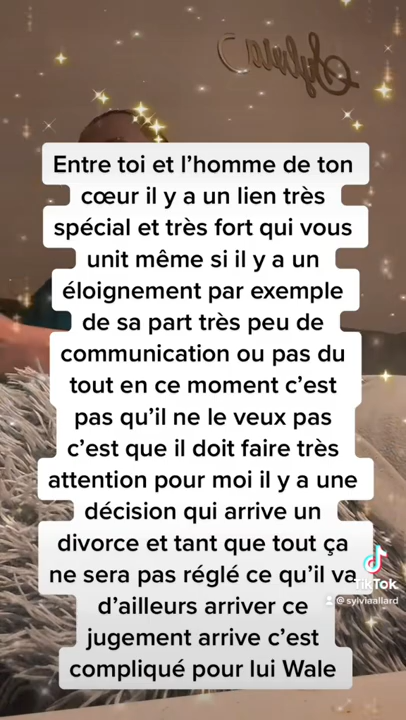 Sylvia
Entre toi et l’homme de ton
cœur il y a un lien très
spécial et très fort qui vous
unit même si il y a un
éloignement par exemple
de sa part très peu de
communication ou pas du
tout en ce moment c’est
pas qu’il ne le veux pas
c’est que il doit faire très
attention pour moi il y a une
décision qui arrive un
divorce et tant que tout ça
ne sera pas réglé ce qu’il va
d’ailleurs arriver ce
jugement arrive c’est
compliqué pour lui Wale
TikTok
@sylviaallard